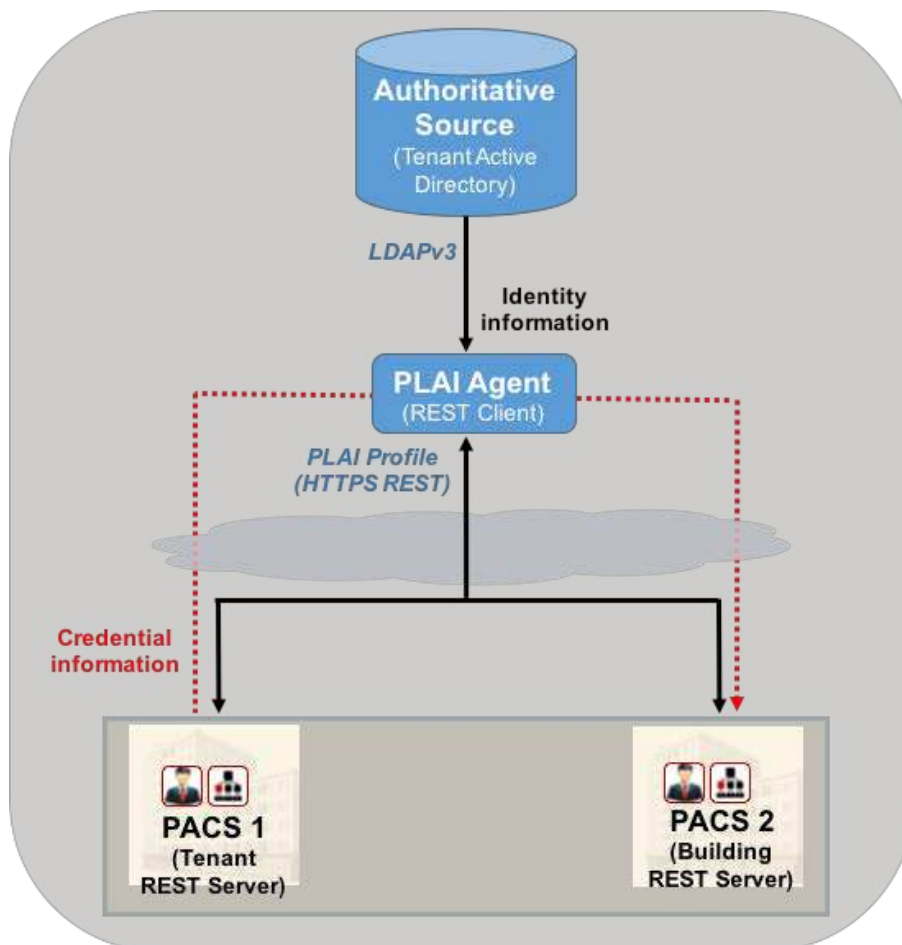 Authoritative
Source
(Tenant Active
Directory)
LDAPv3
Identity
information
PLAI Agent
(REST Client)
PLAI Profile
(HTTPS REST)
Credential
information
PACS 1
(Tenant
REST Server)
PACS 2
(Building
REST Server)